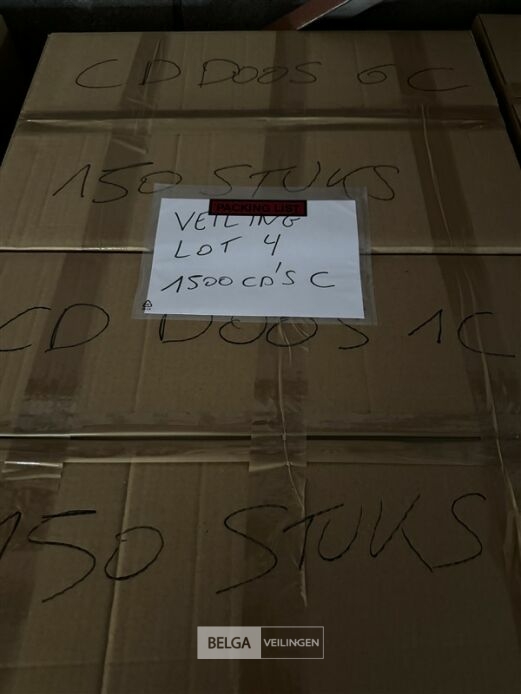 CD DOOS 6C
150 STUKS
PACKING LIST
VEILING
LOT 4
1500 CD'S C
CD DOOS 1C
150 STUKS
BELGA VEILINGEN